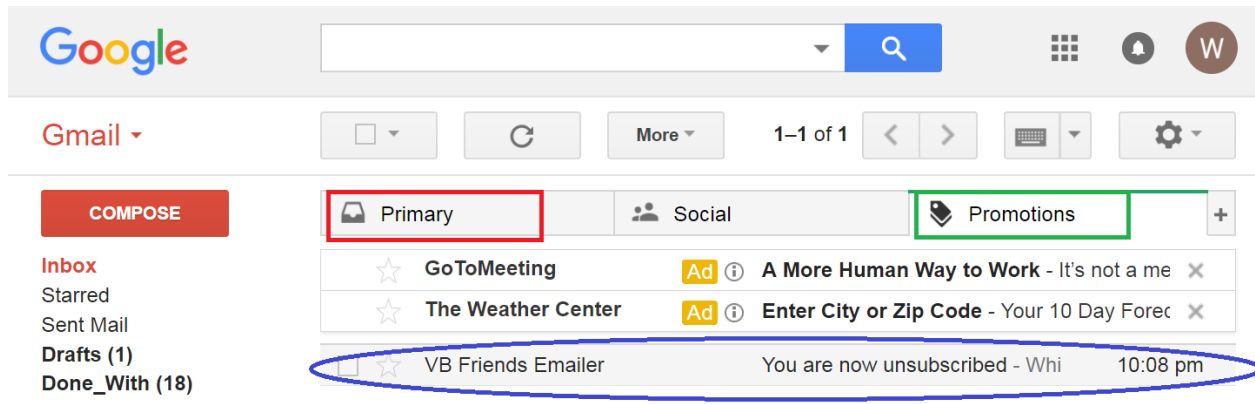 Google
W
Gmail
More
1–1 of 1
COMPOSE
Primary
Social
Promotions
+
Inbox
GoToMeeting Ad A More Human Way to Work - It's not a me
Starred
Sent Mail
The Weather Center Ad Enter City or Zip Code - Your 10 Day Forec
Drafts (1)
VB Friends Emailer You are now unsubscribed - Whi 10:08 pm
Done_With (18)